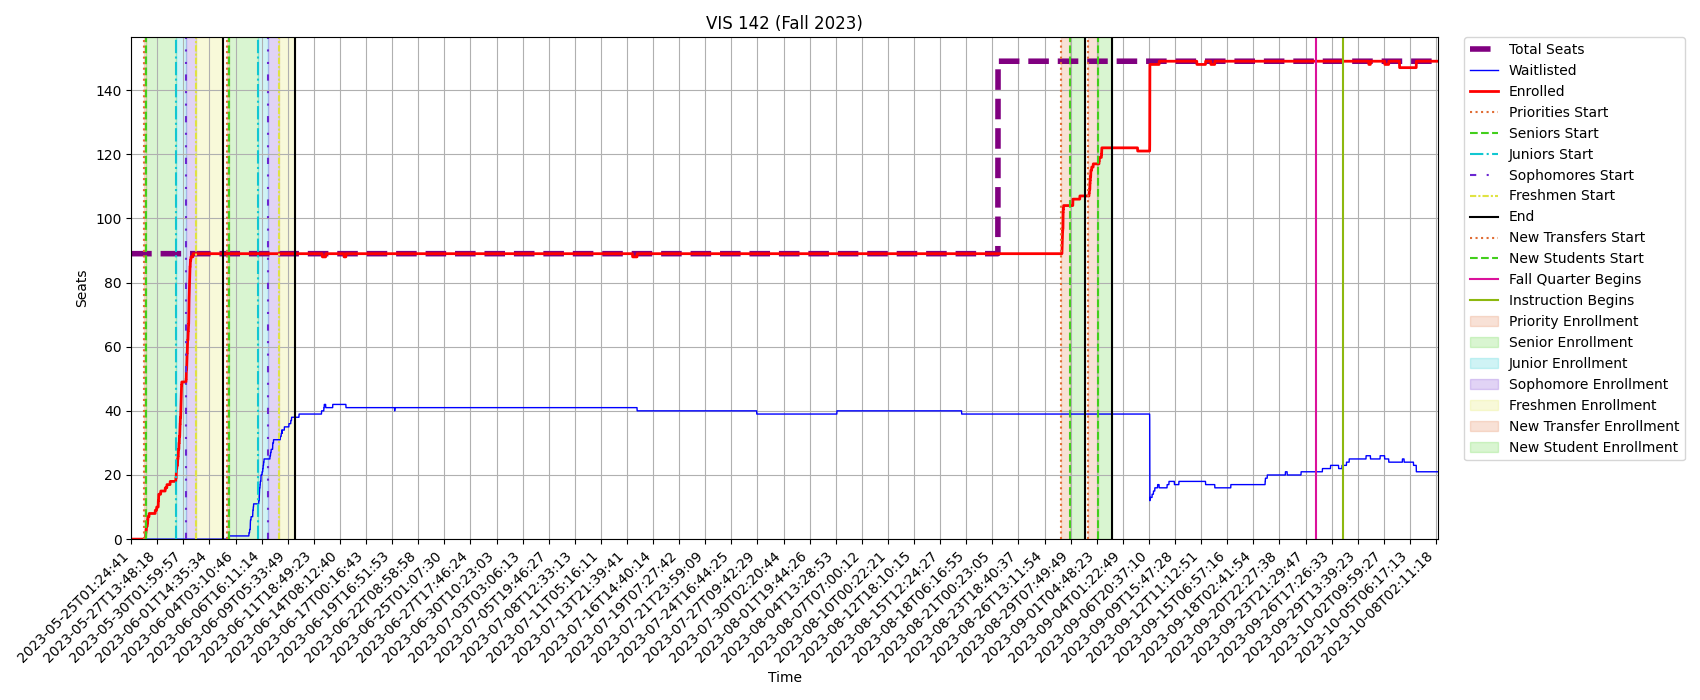 VIS 142 (Fall 2023)
Seats
140
120
100
80
60
40
20
0
2023-05-25T01:24:41
2023-05-27T13:48:18
2023-05-30T01:59:57
2023-06-01T14:35:34
2023-06-04T03:10:46
2023-06-06T16:11:14
2023-06-09T05:33:49
2023-06-11T18:49:23
2023-06-14T08:12:40
2023-06-17T00:16:43
2023-06-19T16:51:53
2023-06-22T08:58:58
2023-06-25T01:07:30
2023-06-27T17:46:24
2023-06-30T10:23:03
2023-07-03T03:06:13
2023-07-05T19:46:27
2023-07-08T12:33:13
2023-07-11T05:16:11
2023-07-13T21:39:41
2023-07-16T14:40:14
2023-07-19T07:27:42
2023-07-21T23:59:09
2023-07-24T16:44:25
2023-07-27T09:42:29
2023-07-30T02:20:44
2023-08-01T19:44:26
2023-08-04T13:28:53
2023-08-07T07:00:12
2023-08-10T00:22:21
2023-08-12T18:10:15
2023-08-15T12:24:27
2023-08-18T06:16:55
2023-08-21T00:23:05
2023-08-23T18:40:37
2023-08-26T13:11:54
2023-08-29T07:49:49
2023-09-01T04:48:23
2023-09-04T01:22:49
2023-09-06T20:37:10
2023-09-09T15:47:28
2023-09-12T11:12:51
2023-09-15T06:57:16
2023-09-18T02:41:54
2023-09-20T22:27:38
2023-09-23T21:29:47
2023-09-26T17:26:33
2023-09-29T13:39:23
2023-10-02T09:59:27
2023-10-05T06:17:13
2023-10-08T02:11:18
Time
Total Seats
Waitlisted
Enrolled
Priorities Start
Seniors Start
Juniors Start
Sophomores Start
Freshmen Start
End
New Transfers Start
New Students Start
Fall Quarter Begins
Instruction Begins
Priority Enrollment
Senior Enrollment
Junior Enrollment
Sophomore Enrollment
Freshmen Enrollment
New Transfer Enrollment
New Student Enrollment